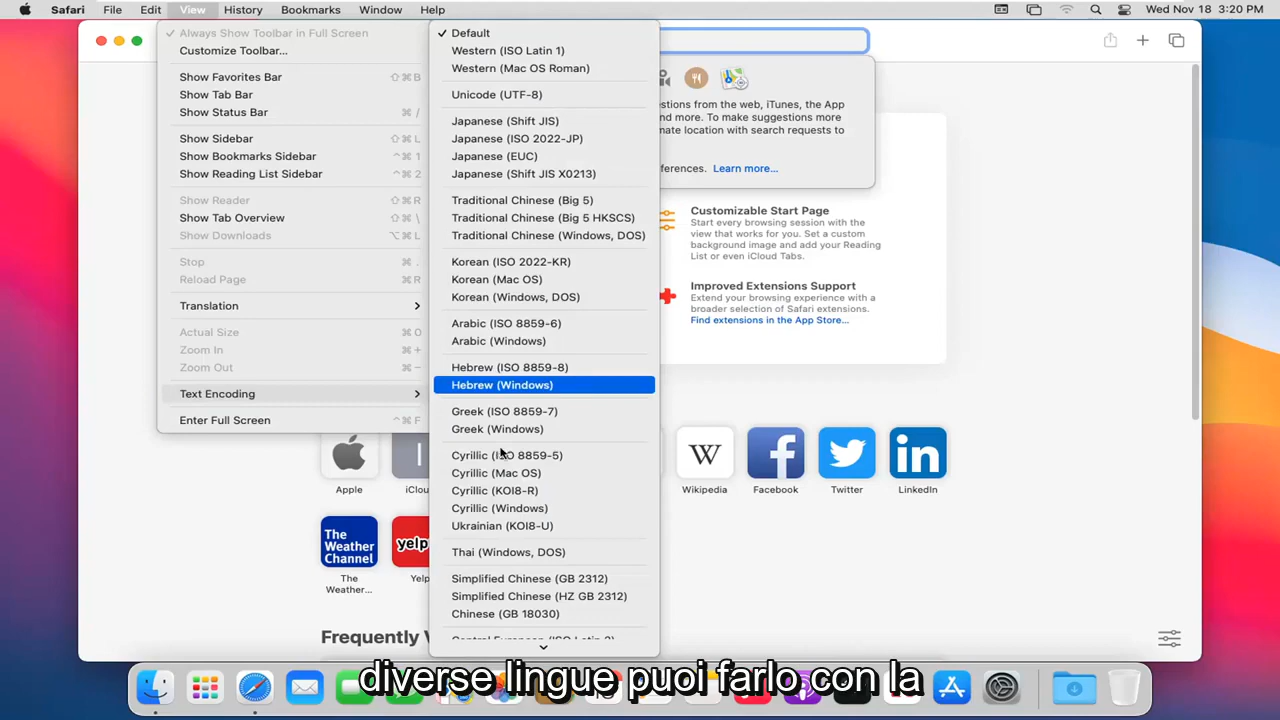 Safari File Edit View History Bookmarks Window Help Wed Nov 18 3:20 PM
Always Show Toolbar in Full Screen
Customize Toolbar...
Show Favorites Bar ⇧⌘B
Show Tab Bar
Show Status Bar ⌘/
Show Sidebar ⇧⌘L
Show Bookmarks Sidebar ^⌘1
Show Reading List Sidebar ^⌘2
Show Reader ⇧⌘R
Show Tab Overview ⇧⌘\
Show Downloads ⌥⌘L
Stop ⌘.
Reload Page ⌘R
Translation
Actual Size ⌘0
Zoom In ⌘+
Zoom Out ⌘-
Text Encoding
Enter Full Screen ^⌘F
✓ Default
Western (ISO Latin 1)
Western (Mac OS Roman)
Unicode (UTF-8)
Japanese (Shift JIS)
Japanese (ISO 2022-JP)
Japanese (EUC)
Japanese (Shift JIS X0213)
Traditional Chinese (Big 5)
Traditional Chinese (Big 5 HKSCS)
Traditional Chinese (Windows, DOS)
Korean (ISO 2022-KR)
Korean (Mac OS)
Korean (Windows, DOS)
Arabic (ISO 8859-6)
Arabic (Windows)
Hebrew (ISO 8859-8)
Hebrew (Windows)
Greek (ISO 8859-7)
Greek (Windows)
Cyrillic (ISO 8859-5)
Cyrillic (Mac OS)
Cyrillic (KOI8-R)
Cyrillic (Windows)
Ukrainian (KOI8-U)
Thai (Windows, DOS)
Simplified Chinese (GB 2312)
Simplified Chinese (HZ GB 2312)
Chinese (GB 18030)
Central European (ISO Latin 2)
stions from the web, iTunes, the App
nd more. To make suggestions more
mate location with search requests to
ferences. Learn more...
Customizable Start Page
Start every browsing session with the
view that works for you. Set a custom
background image and add your Reading
List or even iCloud Tabs.
Improved Extensions Support
Extend your browsing experience with a
broader selection of Safari extensions.
Find extensions in the App Store...
W f in
Apple iClou Wikipedia Facebook Twitter LinkedIn
The
Weather
Channel
yelp
The
Weather...
Yelp
Frequently V
diverse lingue puoi farlo con la